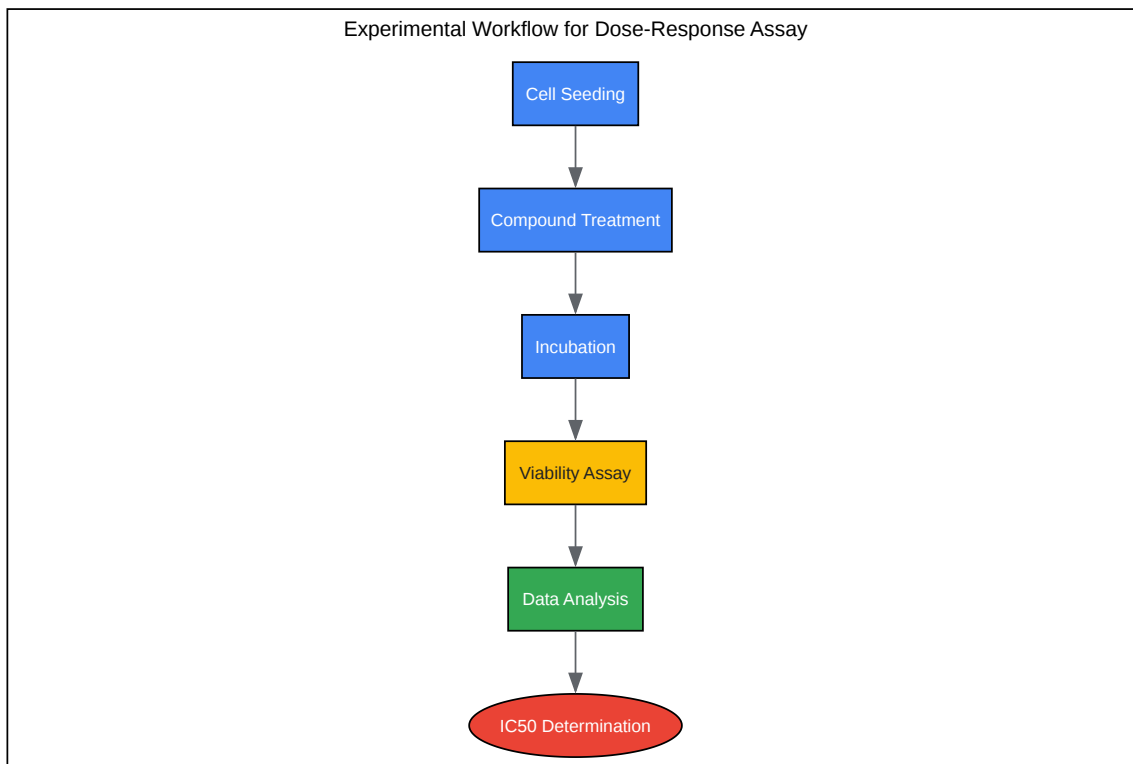 Experimental Workflow for Dose-Response Assay
Cell Seeding
Compound Treatment
Incubation
Viability Assay
Data Analysis
IC50 Determination